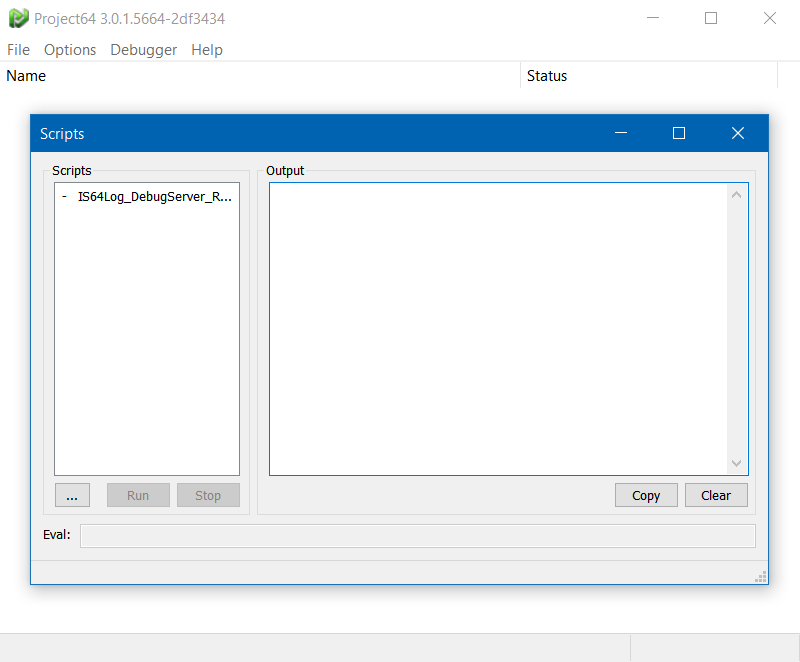 Project64 3.0.1.5664-2df3434
File Options Debugger Help
Name Status
Scripts
Scripts Output
- IS64Log_DebugServer_R...
... Run Stop Copy Clear
Eval: